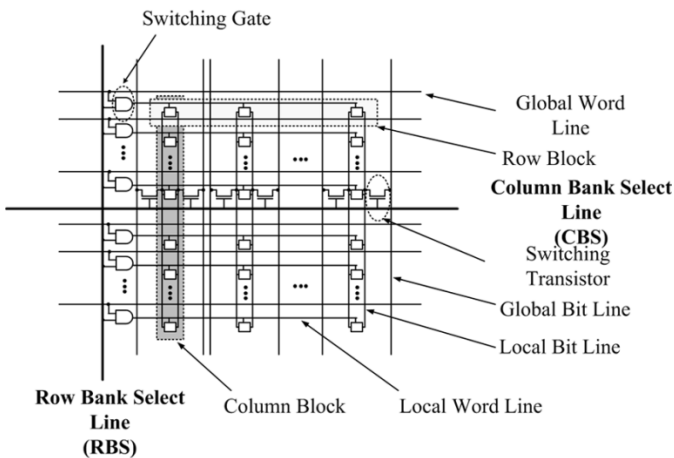 Switching Gate
Global Word
Line
Row Block
Column Bank Select
Line
(CBS)
Switching
Transistor
Global Bit Line
Local Bit Line
Row Bank Select
Line
(RBS)
Column Block
Local Word Line